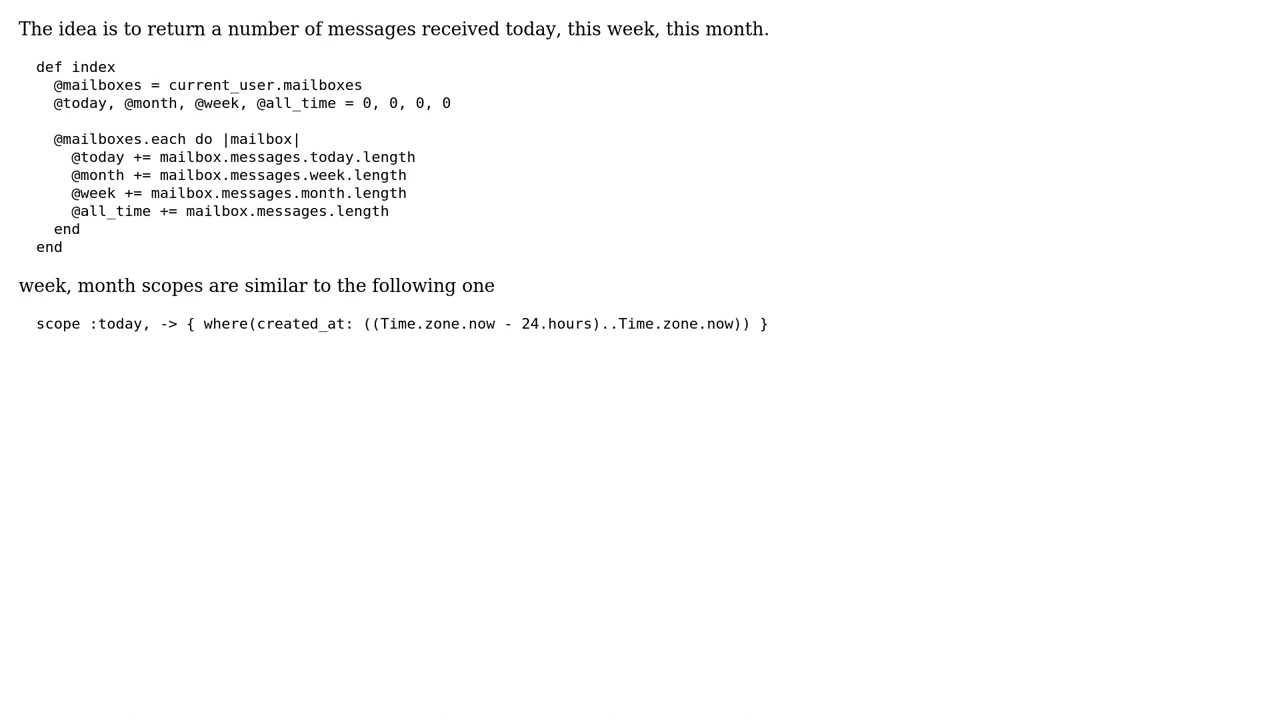 The idea is to return a number of messages received today, this week, this month.
def index
  @mailboxes = current_user.mailboxes
  @today, @month, @week, @all_time = 0, 0, 0, 0

  @mailboxes.each do |mailbox|
    @today += mailbox.messages.today.length
    @month += mailbox.messages.week.length
    @week += mailbox.messages.month.length
    @all_time += mailbox.messages.length
  end
end
week, month scopes are similar to the following one
scope :today, -> { where(created_at: ((Time.zone.now - 24.hours)..Time.zone.now)) }